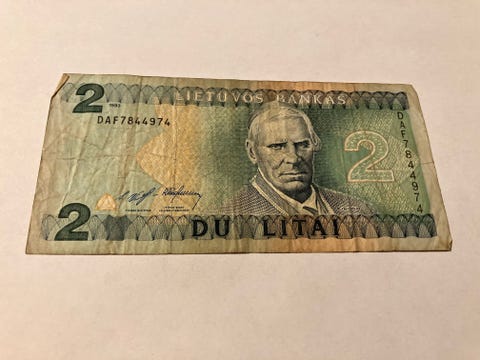 2 1993 LIETUVOS BANKAS
DAF7844974
DAF7844974
2
2 DU LITAI